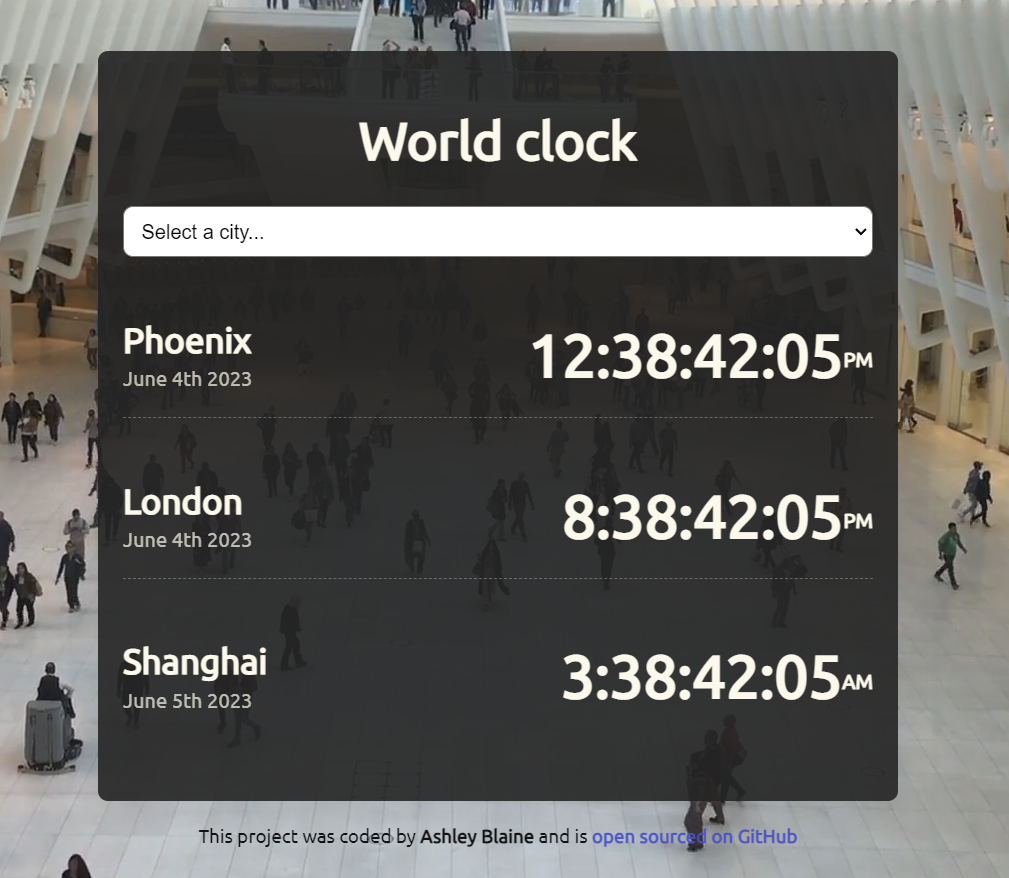 World clock
Select a city...
Phoenix
June 4th 2023
12:38:42:05PM
London
June 4th 2023
8:38:42:05PM
Shanghai
June 5th 2023
3:38:42:05AM
This project was coded by Ashley Blaine and is open sourced on GitHub